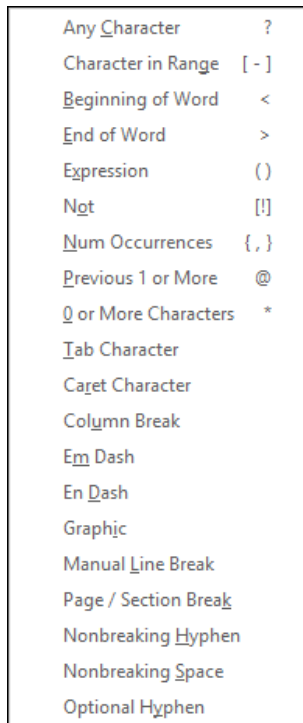 Any Character ?
Character in Range [ - ]
Beginning of Word <
End of Word >
Expression ( )
Not [!]
Num Occurrences { , }
Previous 1 or More @
0 or More Characters *
Tab Character
Caret Character
Column Break
Em Dash
En Dash
Graphic
Manual Line Break
Page / Section Break
Nonbreaking Hyphen
Nonbreaking Space
Optional Hyphen